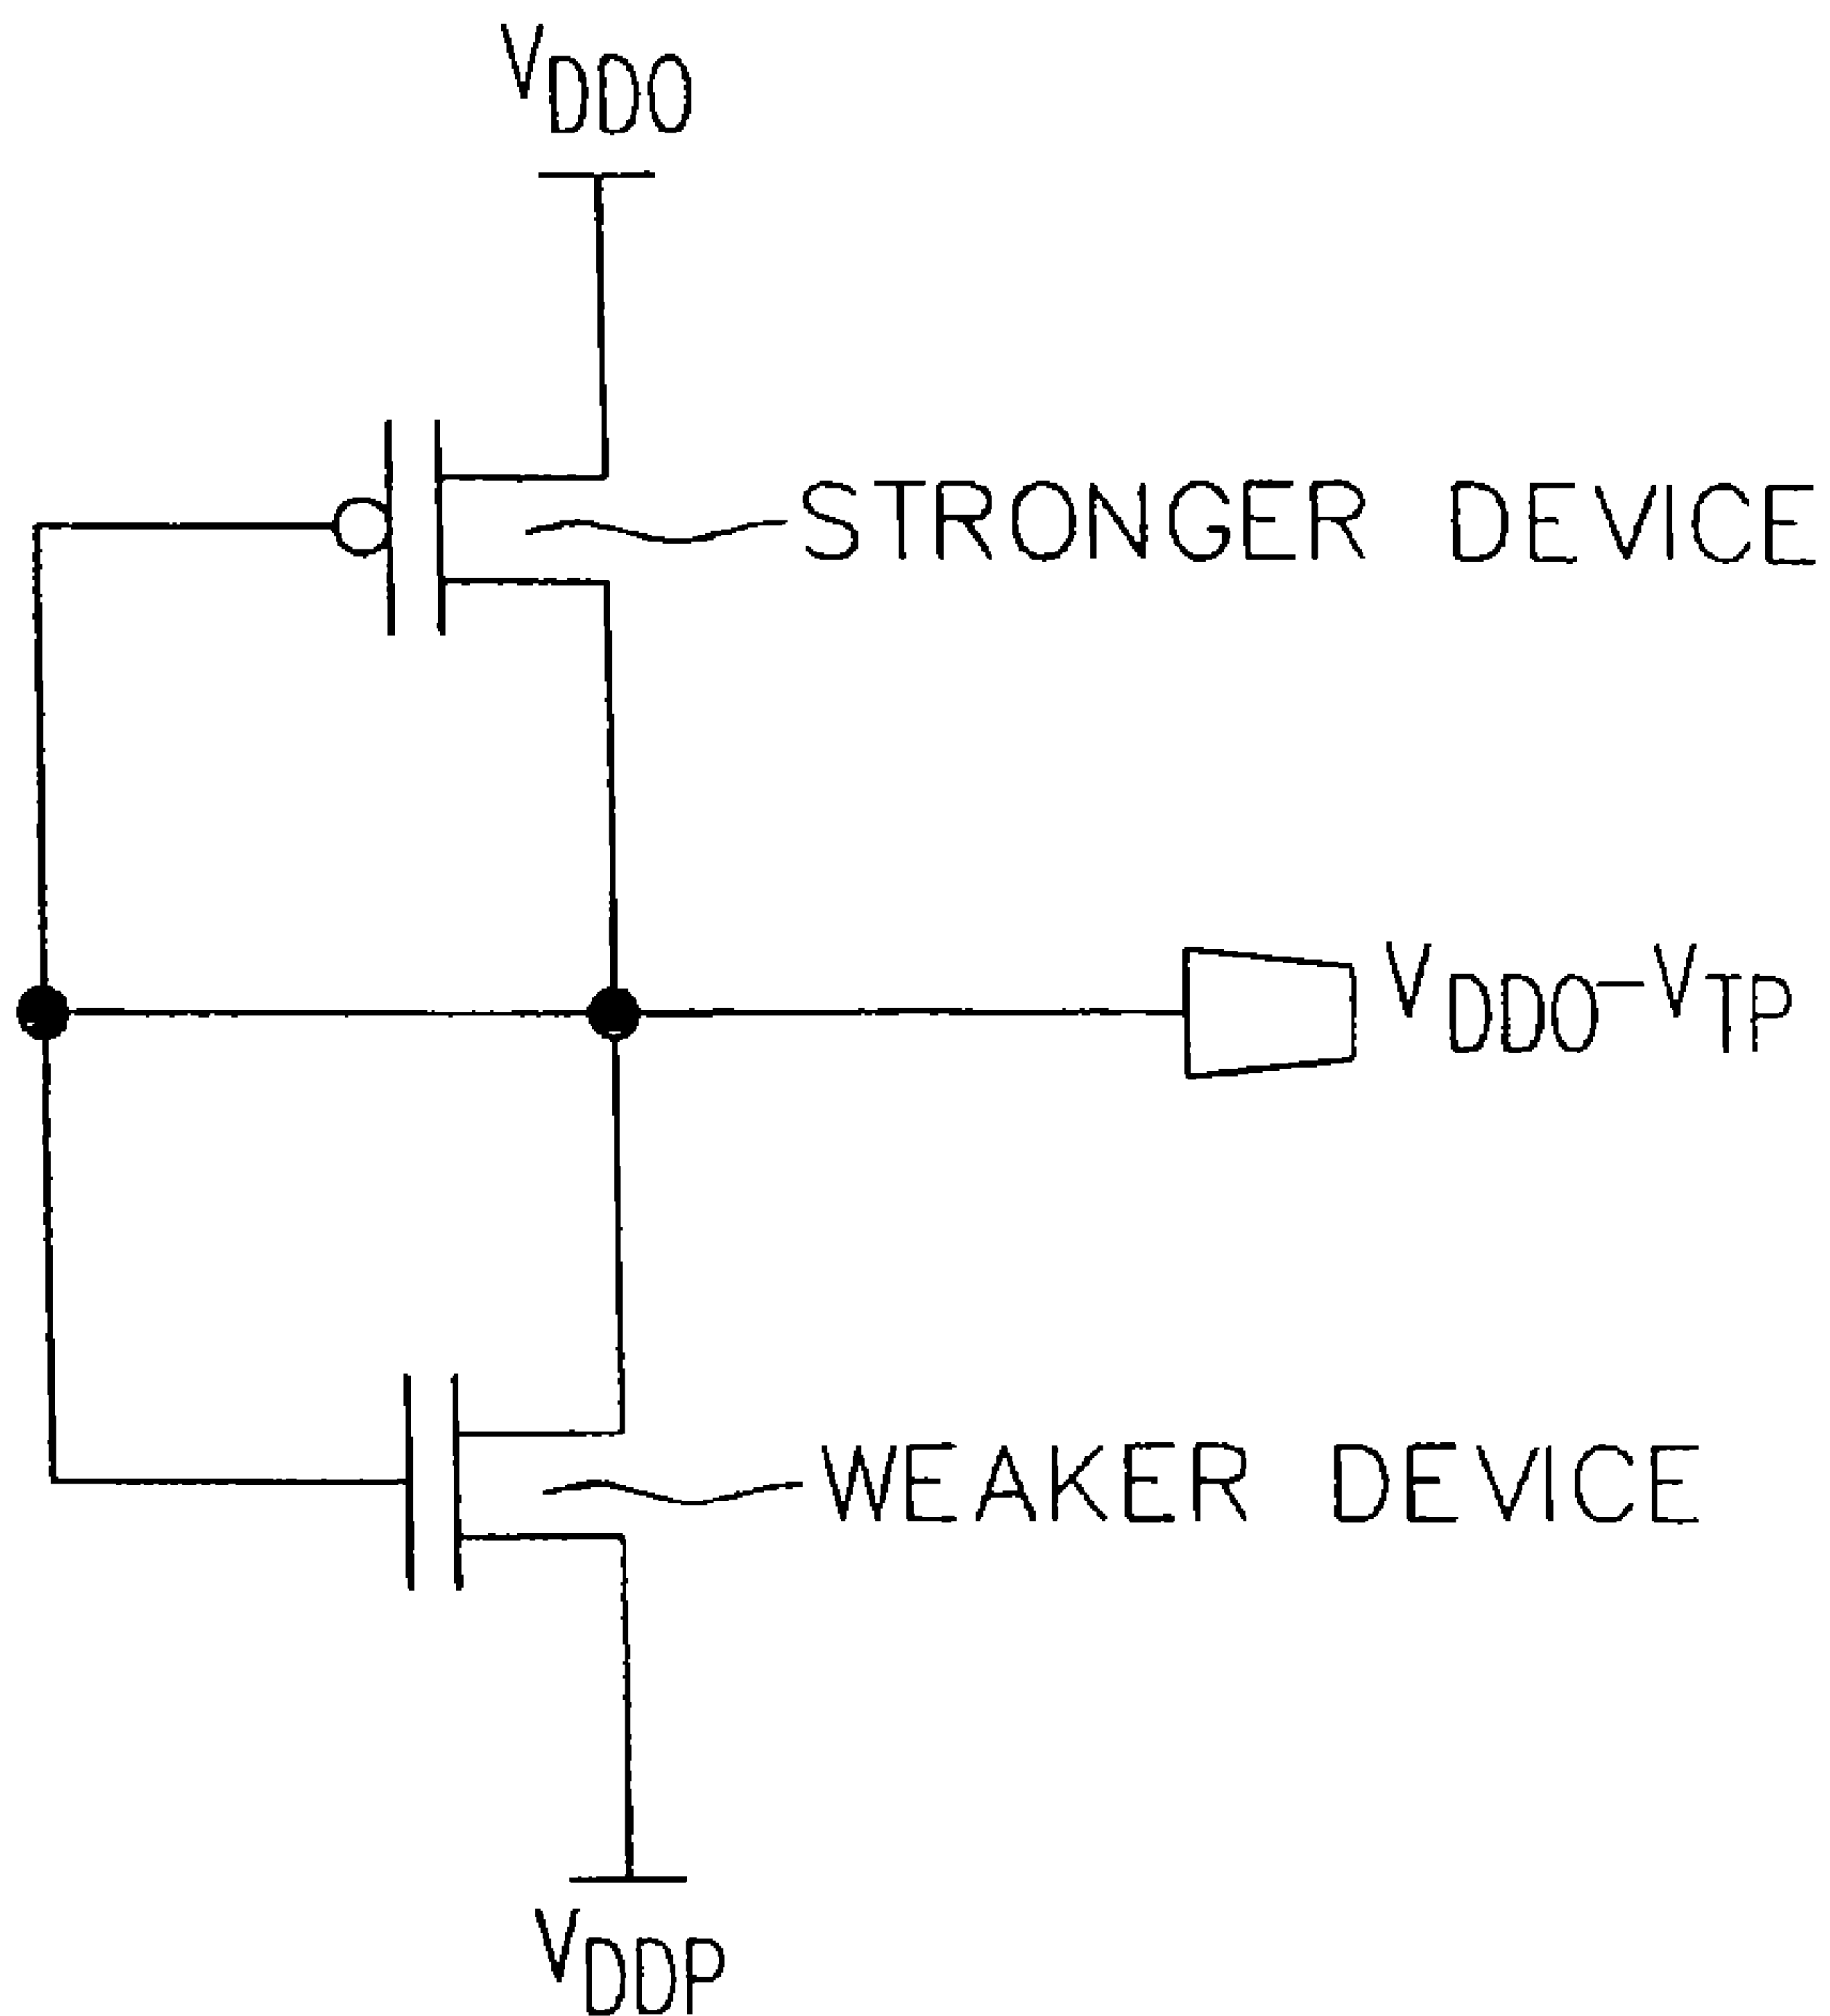 VDDO
STRONGER DEVICE
VDDO-VTP
WEAKER DEVICE
VDDP